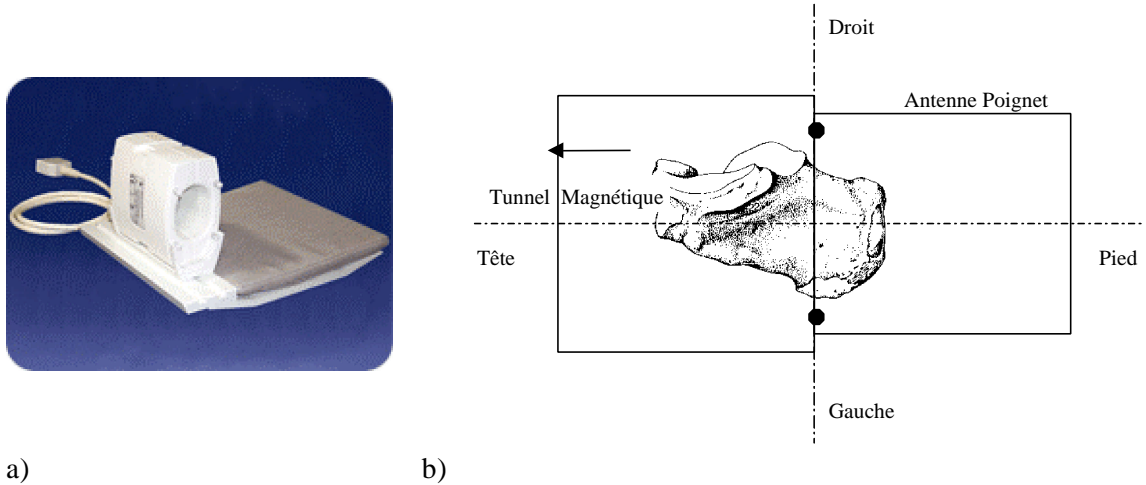 Droit
Antenne Poignet
Tunnel Magnétique
Tête
Pied
Gauche
a)
b)